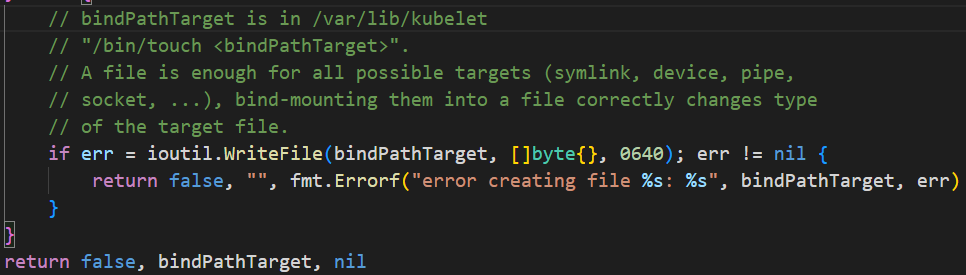 // bindPathTarget is in /var/lib/kubelet
// "/bin/touch <bindPathTarget>".
// A file is enough for all possible targets (symlink, device, pipe,
// socket, ...), bind-mounting them into a file correctly changes type
// of the target file.
if err = ioutil.WriteFile(bindPathTarget, []byte{}, 0640); err != nil {
return false, "", fmt.Errorf("error creating file %s: %s", bindPathTarget, err)
}
}
return false, bindPathTarget, nil